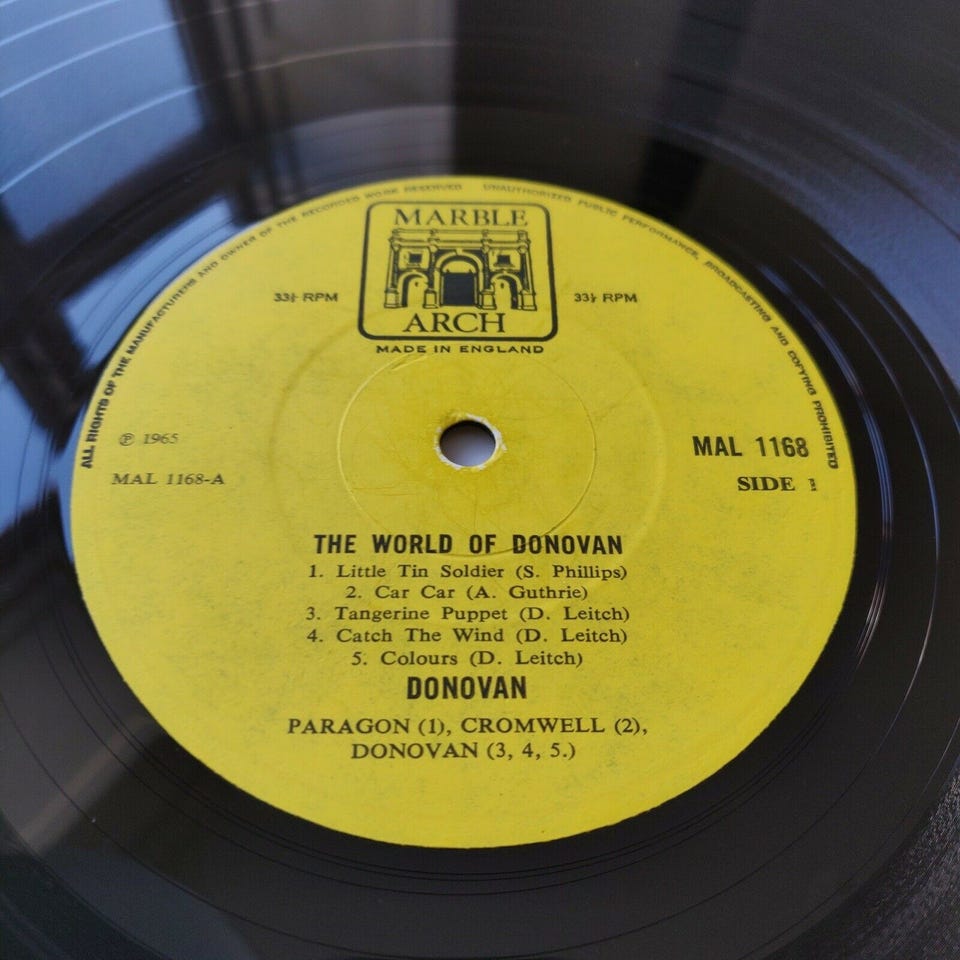 ALL RIGHTS OF THE MANUFACTURERS AND OWNER OF THE RECORDED WORK RESERVED
UNAUTHORIZED PUBLIC PERFORMANCE, BROADCASTING AND COPYING PROHIBITED
MARBLE
ARCH
33⅓ RPM
33⅓ RPM
MADE IN ENGLAND
℗ 1965
MAL 1168
MAL 1168-A
SIDE 1
THE WORLD OF DONOVAN
1. Little Tin Soldier (S. Phillips)
2. Car Car (A. Guthrie)
3. Tangerine Puppet (D. Leitch)
4. Catch The Wind (D. Leitch)
5. Colours (D. Leitch)
DONOVAN
PARAGON (1), CROMWELL (2),
DONOVAN (3, 4, 5.)